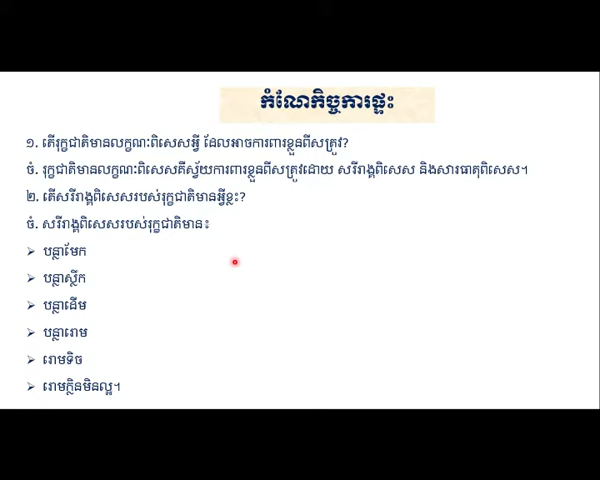 កំណែកិច្ចការផ្ទះ
១. តើរុក្ខជាតិមានលក្ខណៈពិសេសអ្វី ដែលអាចការពារខ្លួនពីសត្រូវ?
ចំ. រុក្ខជាតិមានលក្ខណៈពិសេសគឺស្វ័យការពារខ្លួនពីសត្រូវដោយ សរីរាង្គពិសេស និងសារធាតុពិសេស។
២. តើសរីរាង្គពិសេសរបស់រុក្ខជាតិមានអ្វីខ្លះ?
ចំ. សរីរាង្គពិសេសរបស់រុក្ខជាតិមាន៖
➢ បន្លាមែក
➢ បន្លាស្លឹក
➢ បន្លាដើម
➢ បន្លារោម
➢ រោមទិច
➢ រោមក្លិនមិនល្អ។